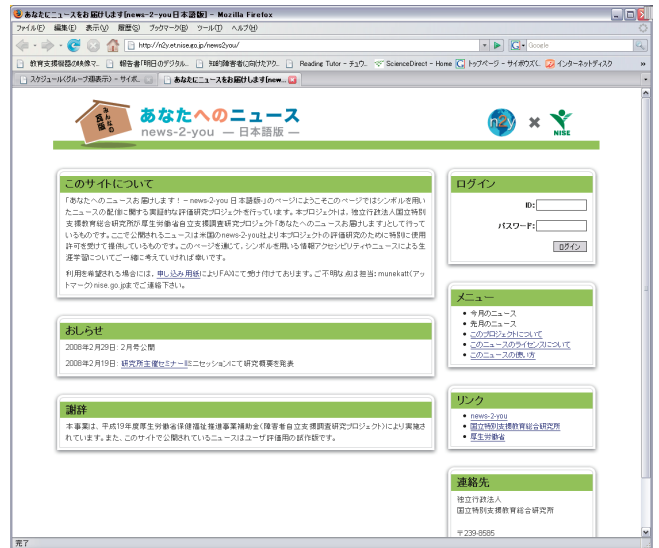 あなたにニュースをお届けします[news-2-you日本語版] - Mozilla Firefox
ファイル(F) 編集(E) 表示(V) 履歴(S) ブックマーク(B) ツール(T) ヘルプ(H)
http://n2y.etnise.go.jp/news2you/
Google
教育支援機器の映像マ..
報告書「明日のデジタル..
知的障害者に向けたアク..
Reading Tutor - チュウ..
ScienceDirect - Home
トップページ - サイボウズ(L..
インターネットディスク
»
スケジュール(グループ週表示) - サイボ..
あなたにニュースをお届けします[new...
みんなの
瓦版
あなたへのニュース
news-2-you — 日本語版 —
n2y
×
NISE
このサイトについて
「あなたへのニュースお届けします! - news-2-you 日本語版-」のページにようこそこのページではシンボルを用い
たニュースの配信に関する実証的な評価研究プロジェクトを行っています。本プロジェクトは、独立行政法人国立特別
支援教育総合研究所が厚生労働省自立支援調査研究プロジェクト「あなたへのニュースお届けします」として行って
いるものです。ここで公開されるニュースは米国のnews-2-you社より本プロジェクトの評価研究のために特別に使用
許可を受けて提供しているものです。このページを通じて、シンボルを用いる情報アクセシビリティやニュースによる生
涯学習についてご一緒に考えていければ幸いです。
利用を希望される場合には、申し込み用紙によりFAXにて受け付けております。ご不明な点は担当: munekatt(アッ
トマーク)nise.go.jpまでご連絡下さい。
おしらせ
2008年2月29日: 2月号公開
2008年2月19日: 研究所主催セミナーIIミニセッションにて研究概要を発表
謝辞
本事業は、平成19年度厚生労働省保健福祉推進事業補助金(障害者自立支援調査研究プロジェクト)により実施さ
れています。また、このサイトで公開されているニュースはユーザ評価用の試作版です。
ログイン
ID:
パスワード:
ログイン
メニュー
今月のニュース
先月のニュース
このプロジェクトについて
このニュースのライセンスについて
このニュースの使い方
リンク
news-2-you
国立特別支援教育総合研究所
厚生労働省
連絡先
独立行政法人
国立特別支援教育総合研究所
〒239-8585
完了